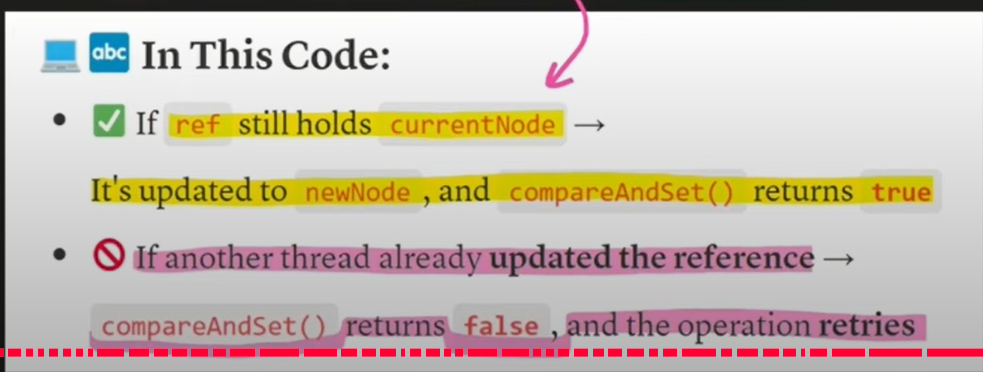 💻 🔤 In This Code:
• ✅ If ref still holds currentNode →
It's updated to newNode , and compareAndSet() returns true
• 🚫 If another thread already updated the reference →
compareAndSet() returns false , and the operation retries